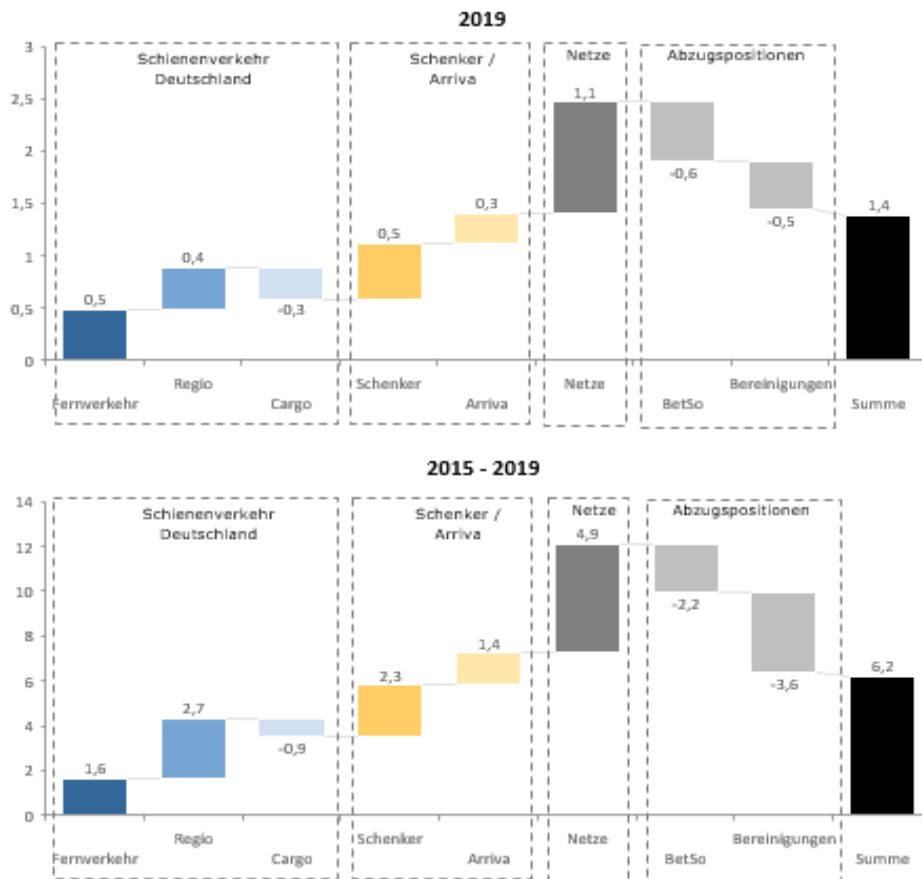 2019
3
2,5
2
1,5
1
0,5
0
Schienenverkehr
Deutschland
Schenker /
Arriva
Netze
Abzugspositionen
0,5
0,4
-0,3
0,5
0,3
1,1
-0,6
-0,5
1,4
Fernverkehr
Regio
Cargo
Schenker
Arriva
Netze
BetSo
Bereinigungen
Summe
2015 - 2019
14
12
10
8
6
4
2
0
Schienenverkehr
Deutschland
Schenker /
Arriva
Netze
Abzugspositionen
1,6
2,7
-0,9
2,3
1,4
4,9
-2,2
-3,6
6,2
Fernverkehr
Regio
Cargo
Schenker
Arriva
Netze
BetSo
Bereinigungen
Summe